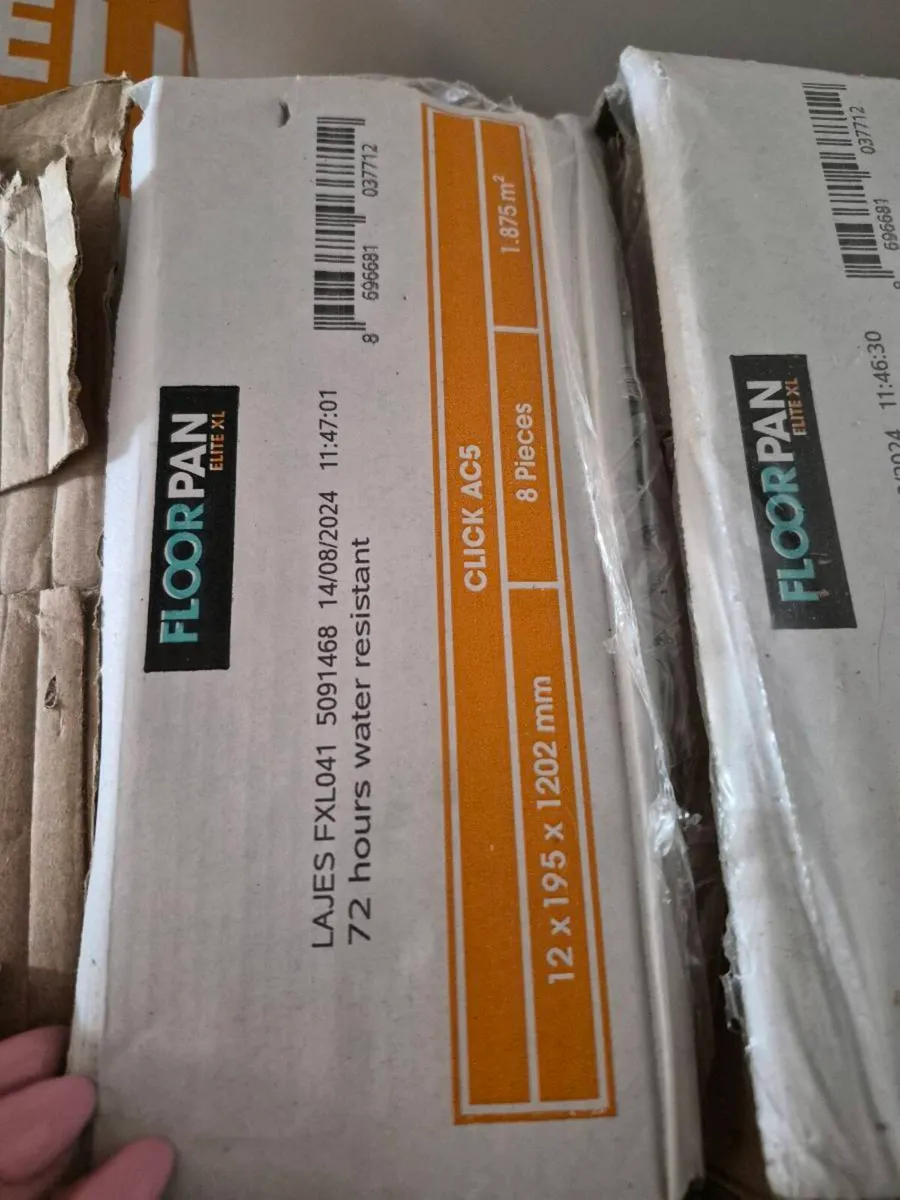 FLOORPAN
ELITE XL
LAJES FXL041 5091468 14/08/2024 11:47:01
72 hours water resistant
8 696681 037712
CLICK AC5
12 x 195 x 1202 mm
8 Pieces
1.875 m²
FLOORPAN
ELITE XL
11:46:30
696681 037712